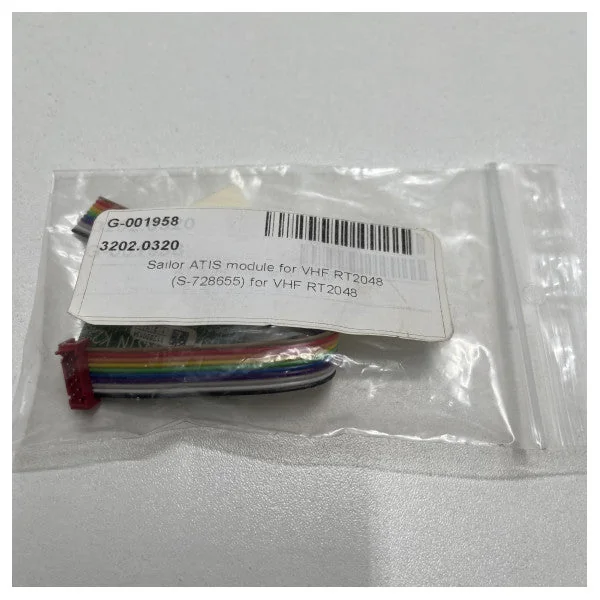 G-001958
3202.0320
Sailor ATIS module for VHF RT2048
(S-728655) for VHF RT2048